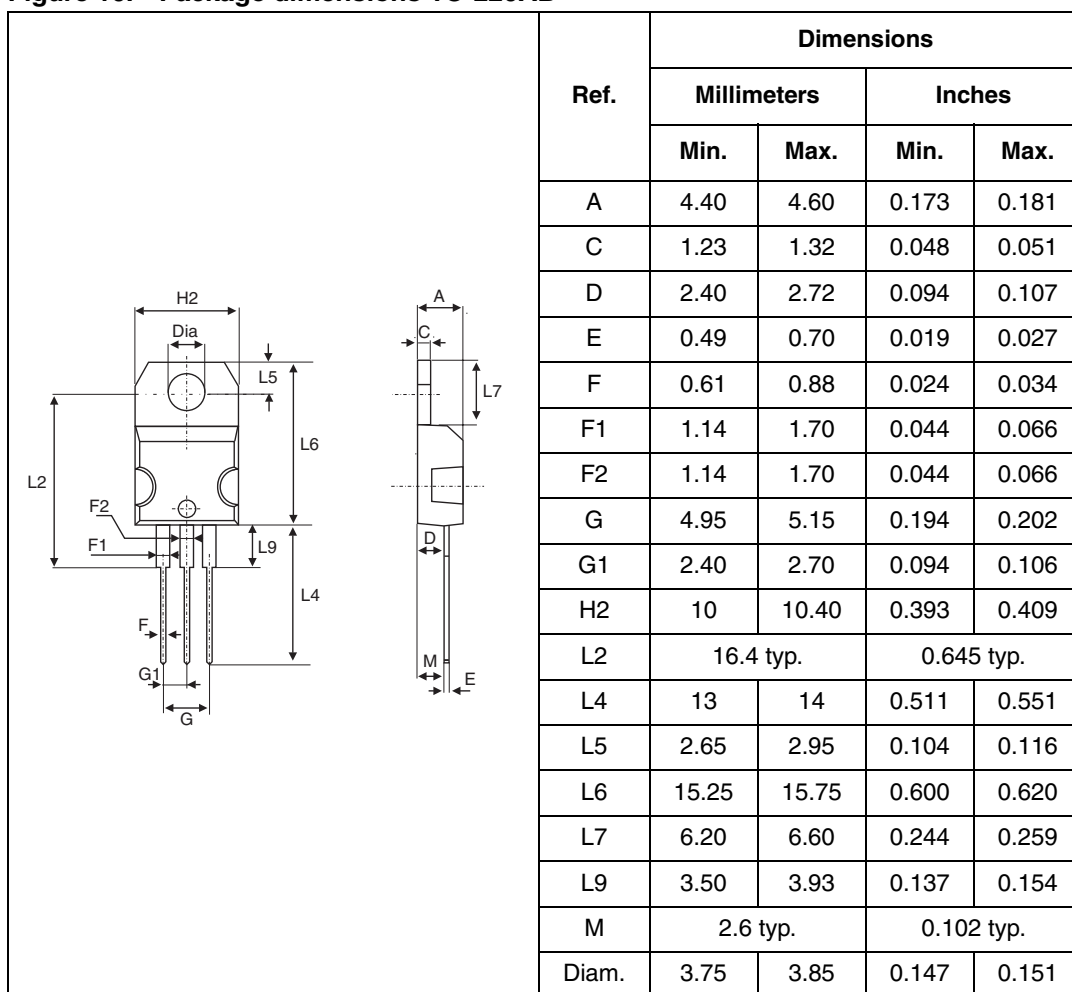 Figure 10. Package dimensions TO-220AB
Ref.
Dimensions
Millimeters Inches
Min. Max. Min. Max.
A 4.40 4.60 0.173 0.181
C 1.23 1.32 0.048 0.051
D 2.40 2.72 0.094 0.107
E 0.49 0.70 0.019 0.027
F 0.61 0.88 0.024 0.034
F1 1.14 1.70 0.044 0.066
F2 1.14 1.70 0.044 0.066
G 4.95 5.15 0.194 0.202
G1 2.40 2.70 0.094 0.106
H2 10 10.40 0.393 0.409
L2 16.4 typ. 0.645 typ.
L4 13 14 0.511 0.551
L5 2.65 2.95 0.104 0.116
L6 15.25 15.75 0.600 0.620
L7 6.20 6.60 0.244 0.259
L9 3.50 3.93 0.137 0.154
M 2.6 typ. 0.102 typ.
Diam. 3.75 3.85 0.147 0.151
H2
Dia
L5
L6
L2
F2
F1
L9
L4
F
G1
G
A
C
L7
D
M
E